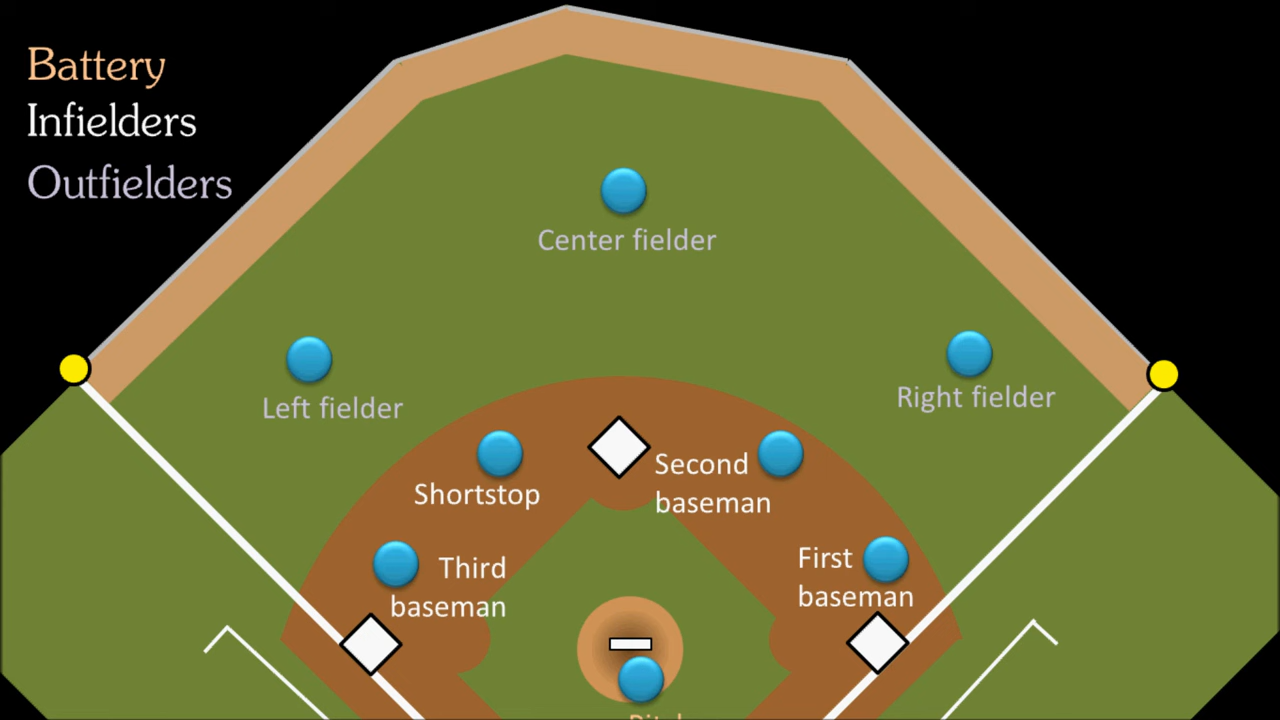 Battery
Infielders
Outfielders
Center fielder
Left fielder
Right fielder
Shortstop
Second
baseman
Third
baseman
First
baseman